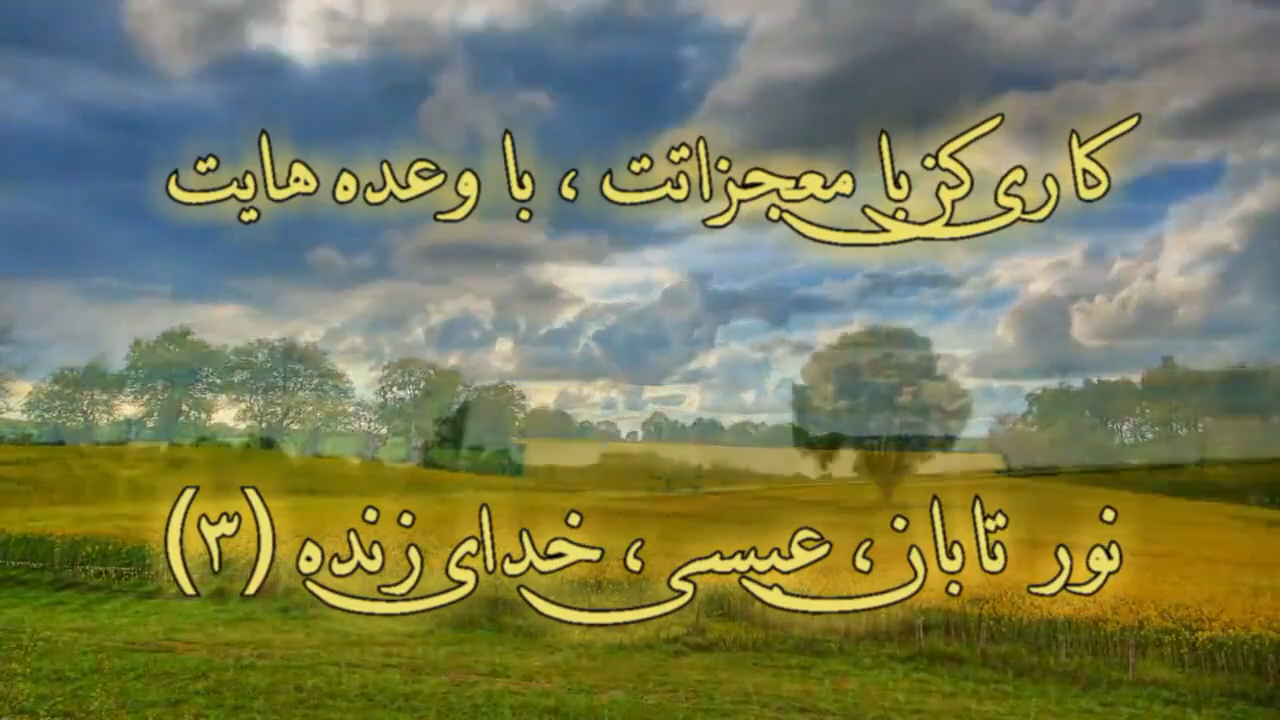 کاری کن با معجزاتت ، با وعده هایت
نور تابان، عیسی، خدای زنده (۳)